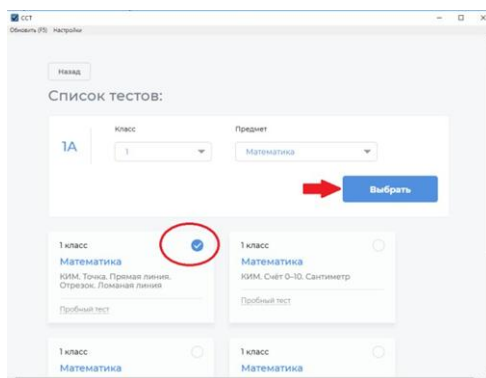 ССТ
Обновить (F5) Настройки
Назад
Список тестов:
1А
Класс
1
Предмет
Математика
Выбрать
1 класс
Математика
КИМ. Точка. Прямая линия.
Отрезок. Ломаная линия
Пробный тест
1 класс
Математика
КИМ. Счёт 0–10. Сантиметр
Пробный тест
1 класс
Математика
1 класс
Математика